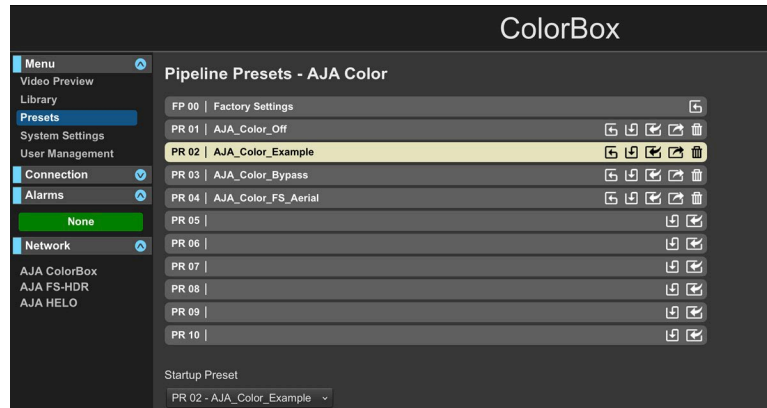 ColorBox
Menu
Video Preview
Library
Presets
System Settings
User Management
Connection
Alarms
None
Network
AJA ColorBox
AJA FS-HDR
AJA HELO
Pipeline Presets - AJA Color
FP 00 | Factory Settings
PR 01 | AJA_Color_Off
PR 02 | AJA_Color_Example
PR 03 | AJA_Color_Bypass
PR 04 | AJA_Color_FS_Aerial
PR 05 |
PR 06 |
PR 07 |
PR 08 |
PR 09 |
PR 10 |
Startup Preset
PR 02 - AJA_Color_Example